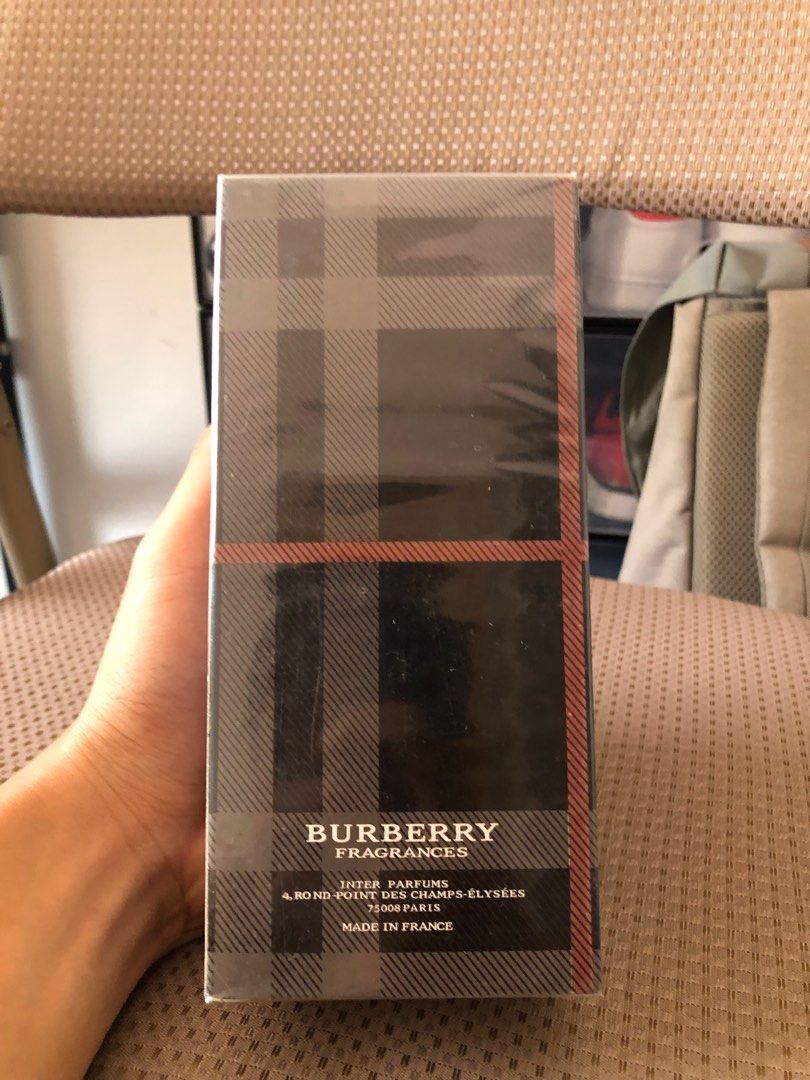 BURBERRY
FRAGRANCES
INTER PARFUMS
4, ROND-POINT DES CHAMPS-ÉLYSÉES
75008 PARIS
MADE IN FRANCE